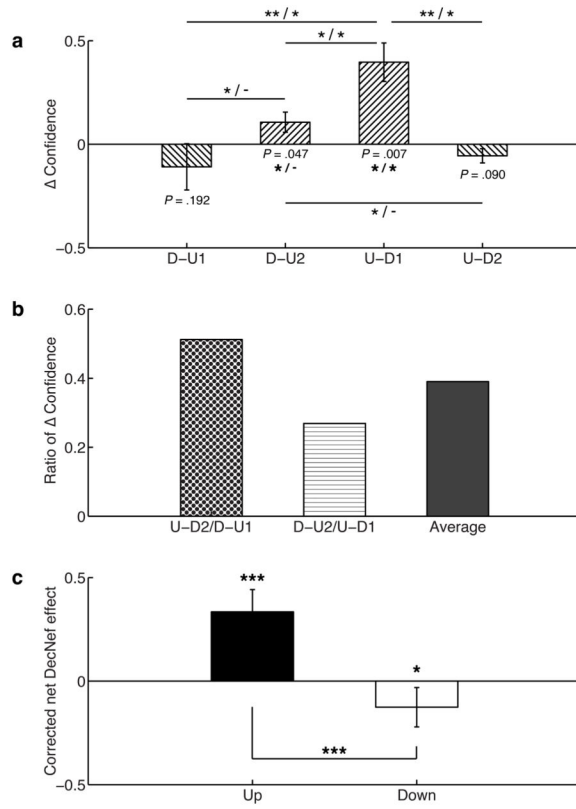 a
** / *
** / *
* / *
* / -
0.5
0
−0.5
Δ Confidence
P = .192
P = .047
* / -
P = .007
* / *
P = .090
* / -
D−U1
D−U2
U−D1
U−D2
b
0.6
0.4
0.2
0
Ratio of Δ Confidence
U−D2/D−U1
D−U2/U−D1
Average
c
0.5
0
−0.5
Corrected net DecNef effect
***
*
***
Up
Down